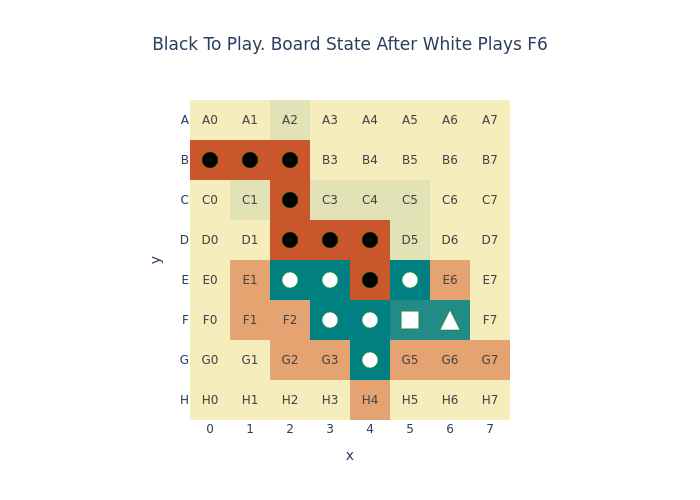 Black To Play. Board State After White Plays F6
A A0 A1 A2 A3 A4 A5 A6 A7
B B3 B4 B5 B6 B7
C C0 C1 C3 C4 C5 C6 C7
D D0 D1 D5 D6 D7
E E0 E1 E6 E7
F F0 F1 F2 F7
G G0 G1 G2 G3 G5 G6 G7
H H0 H1 H2 H3 H4 H5 H6 H7
0 1 2 3 4 5 6 7
x
y